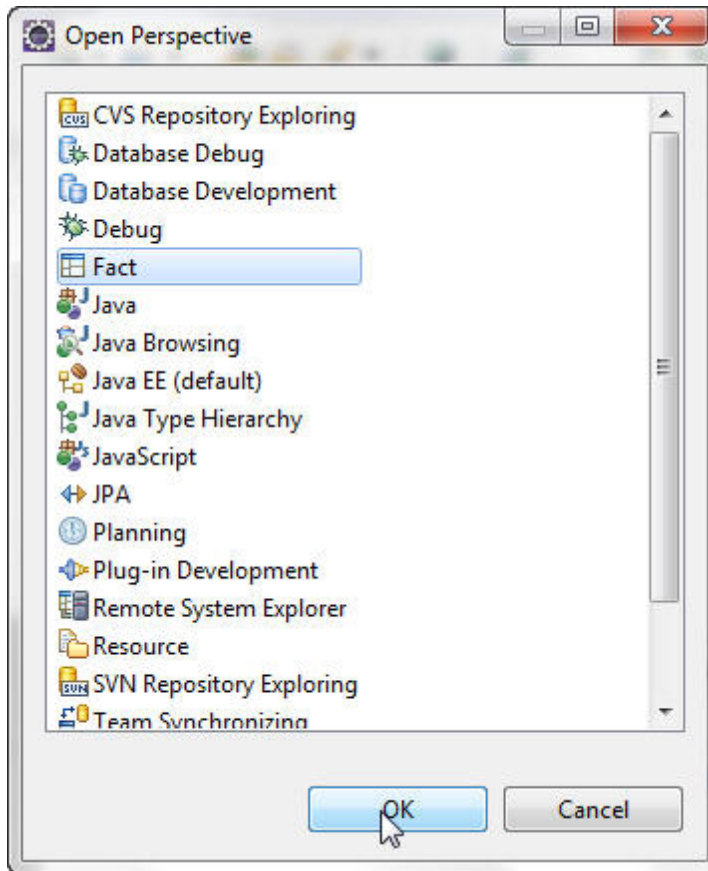 Open Perspective
CVS Repository Exploring
Database Debug
Database Development
Debug
Fact
Java
Java Browsing
Java EE (default)
Java Type Hierarchy
JavaScript
JPA
Planning
Plug-in Development
Remote System Explorer
Resource
SVN Repository Exploring
Team Synchronizing
OK
Cancel